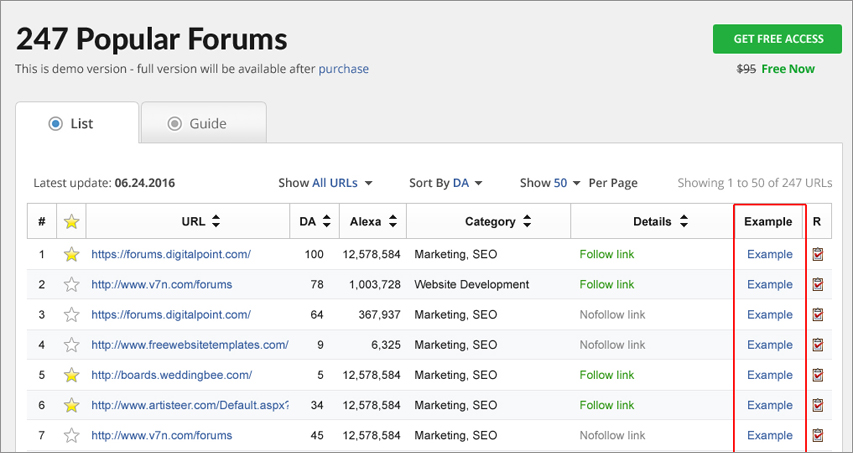 247 Popular Forums
GET FREE ACCESS
This is demo version - full version will be available after purchase
$95 Free Now
List
Guide
Latest update: 06.24.2016 Show All URLs Sort By DA Show 50 Per Page Showing 1 to 50 of 247 URLs
# URL DA Alexa Category Details Example R
1 https://forums.digitalpoint.com/ 100 12,578,584 Marketing, SEO Follow link Example
2 http://www.v7n.com/forums 78 1,003,728 Website Development Follow link Example
3 https://forums.digitalpoint.com/ 64 367,937 Marketing, SEO Nofollow link Example
4 http://www.freewebsitetemplates.com/ 9 6,325 Marketing, SEO Nofollow link Example
5 http://boards.weddingbee.com/ 5 12,578,584 Marketing, SEO Follow link Example
6 http://www.artisteer.com/Default.aspx? 34 12,578,584 Marketing, SEO Follow link Example
7 http://www.v7n.com/forums 45 12,578,584 Marketing, SEO Nofollow link Example